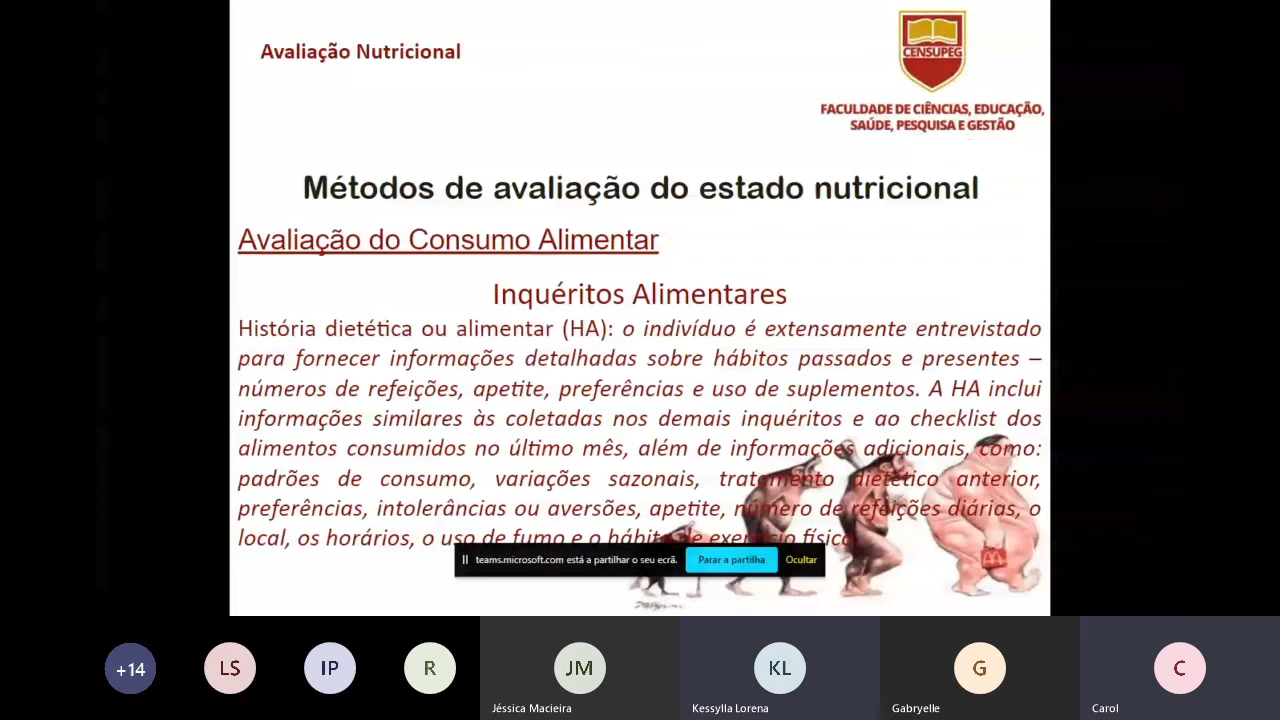 Avaliação Nutricional
CENSUPEG
FACULDADE DE CIÊNCIAS, EDUCAÇÃO,
SAÚDE, PESQUISA E GESTÃO
Métodos de avaliação do estado nutricional
Avaliação do Consumo Alimentar
Inquéritos Alimentares
História dietética ou alimentar (HA): o indivíduo é extensamente entrevistado
para fornecer informações detalhadas sobre hábitos passados e presentes –
números de refeições, apetite, preferências e uso de suplementos. A HA inclui
informações similares às coletadas nos demais inquéritos e ao checklist dos
alimentos consumidos no último mês, além de informações adicionais, como:
padrões de consumo, variações sazonais, tratamento dietético anterior,
preferências, intolerâncias ou aversões, apetite, número de refeições diárias, o
local, os horários, o uso de fumo e o hábito de exercício físico
teams.microsoft.com está a partilhar o seu ecrã. Parar a partilha Ocultar
+14 LS IP R JM KL G C
Jéssica Macieira Kessylla Lorena Gabryelle Carol